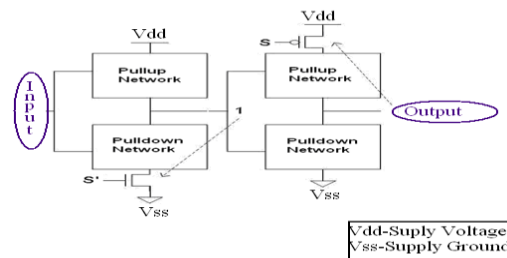 Vdd
Vdd
S
Pullup
Network
Pullup
Network
Input
1
Output
Pulldown
Network
Pulldown
Network
S'
Vss
Vss
Vdd-Suply Voltage
Vss-Supply Ground